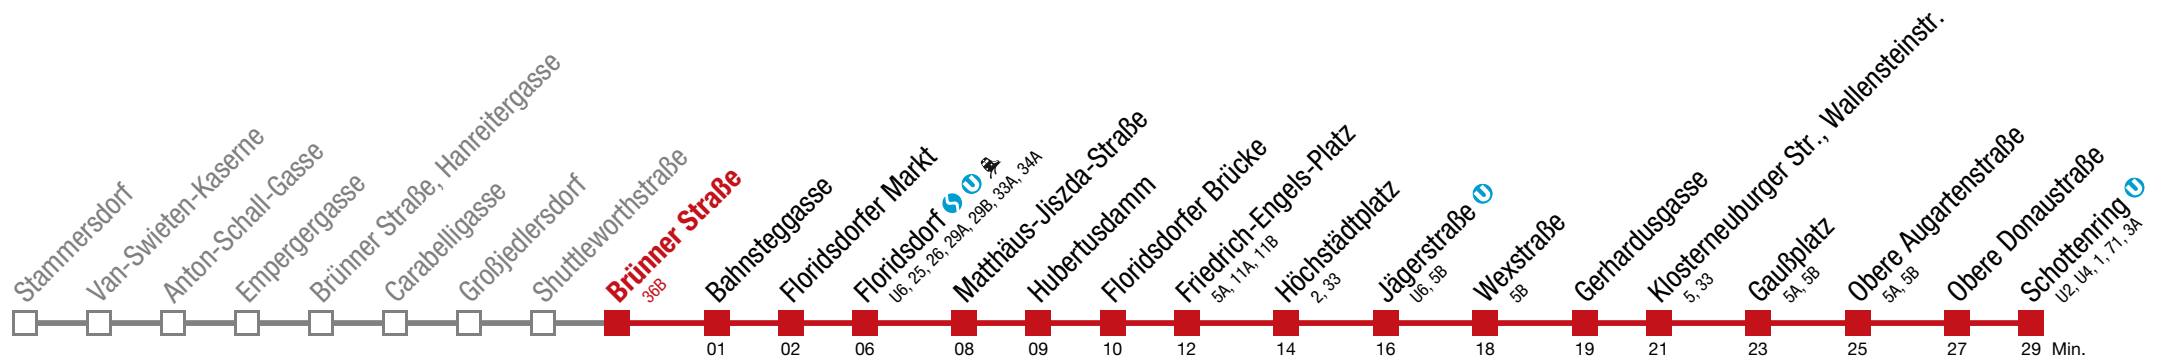 Stammersdorf
Van-Swieten-Kaserne
Anton-Schall-Gasse
Empergergasse
Brünner Straße, Hanreitergasse
Carabelligasse
Großjedlersdorf
Shuttleworthstraße
Brünner Straße
36B
Bahnsteggasse
Floridsdorfer Markt
Floridsdorf
U6, 25, 26, 29A, 29B, 33A, 34A
Matthäus-Jiszda-Straße
Hubertusdamm
Floridsdorfer Brücke
Friedrich-Engels-Platz
5A, 11A, 11B
Höchstädtplatz
2, 33
Jägerstraße U
U6, 5B
Wexstraße
5B
Gerhardusgasse
Klosterneuburger Str., Wallensteinstr.
5, 33
Gaußplatz
5A, 5B
Obere Augartenstraße
5A, 5B
Obere Donaustraße
Schottenring U
U2, U4, 1, 71, 3A
01 02 06 08 09 10 12 14 16 18 19 21 23 25 27 29 Min.